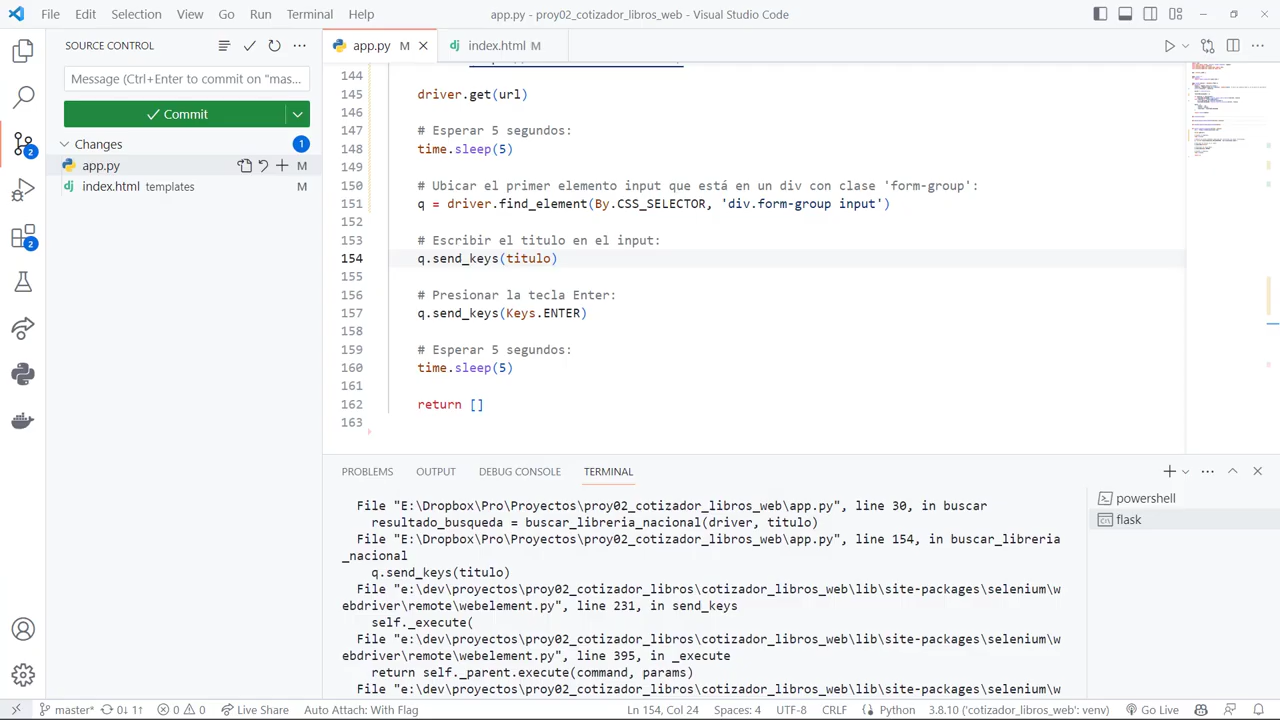 File Edit Selection View Go Run Terminal Help app.py - proy02_cotizador_libros_web - Visual Studio Code
SOURCE CONTROL
app.py M
index.html M
Message (Ctrl+Enter to commit on "mas...
Commit
Changes 1
app.py M
index.html templates M
2
2
144
145 driver.get(url)
146
147 # Esperar 5 segundos:
148 time.sleep(5)
149
150 # Ubicar el primer elemento input que está en un div con clase 'form-group':
151 q = driver.find_element(By.CSS_SELECTOR, 'div.form-group input')
152
153 # Escribir el titulo en el input:
154 q.send_keys(titulo)
155
156 # Presionar la tecla Enter:
157 q.send_keys(Keys.ENTER)
158
159 # Esperar 5 segundos:
160 time.sleep(5)
161
162 return []
163
PROBLEMS OUTPUT DEBUG CONSOLE TERMINAL
powershell
flask
File "E:\Dropbox\Pro\Proyectos\proy02_cotizador_libros_web\app.py", line 30, in buscar
resultado_busqueda = buscar_libreria_nacional(driver, titulo)
File "E:\Dropbox\Pro\Proyectos\proy02_cotizador_libros_web\app.py", line 154, in buscar_libreria
_nacional
q.send_keys(titulo)
File "e:\dev\proyectos\proy02_cotizador_libros\cotizador_libros_web\lib\site-packages\selenium\w
ebdriver\remote\webelement.py", line 231, in send_keys
self._execute(
File "e:\dev\proyectos\proy02_cotizador_libros\cotizador_libros_web\lib\site-packages\selenium\w
ebdriver\remote\webelement.py", line 395, in _execute
return self._parent.execute(command, params)
File "e:\dev\proyectos\proy02_cotizador_libros\cotizador_libros_web\lib\site-packages\selenium\w
master* 0↓ 1↑ 0 0 Live Share Auto Attach: With Flag Ln 154, Col 24 Spaces: 4 UTF-8 CRLF Python 3.8.10 ('cotizador_libros_web': venv) Go Live